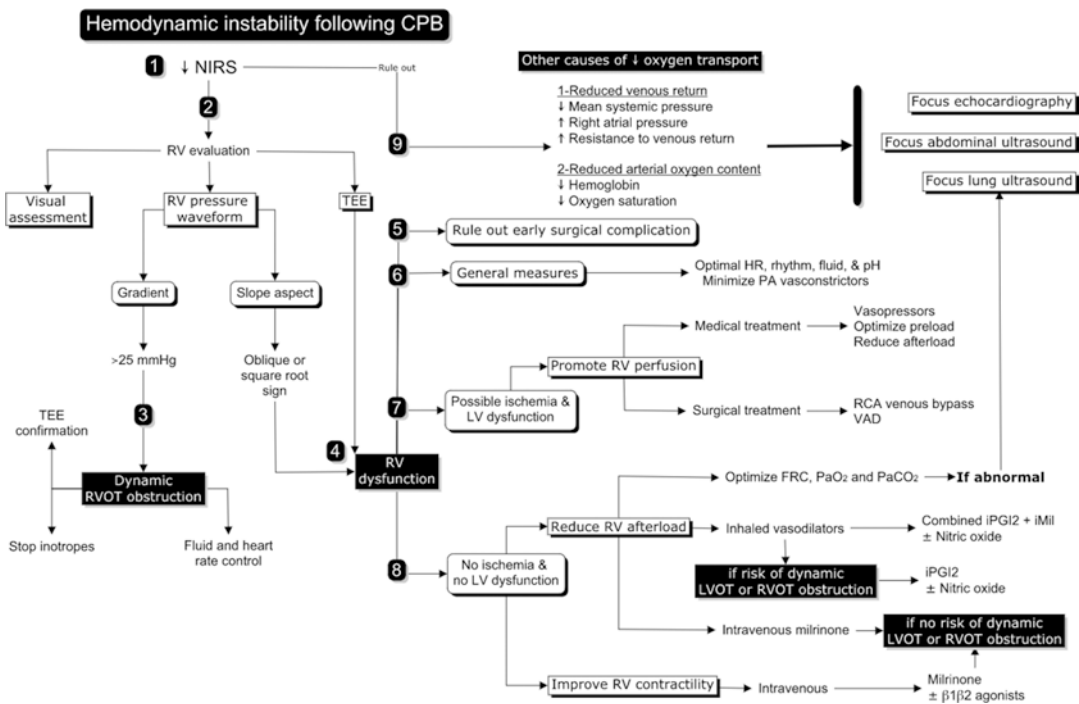 Hemodynamic instability following CPB
1
↓ NIRS
Rule out
2
RV evaluation
Visual
assessment
RV pressure
waveform
TEE
Gradient
Slope aspect
>25 mmHg
Oblique or
square root
sign
3
TEE
confirmation
Dynamic
RVOT obstruction
Stop inotropes
Fluid and heart
rate control
4
RV
dysfunction
9
Other causes of ↓ oxygen transport
1-Reduced venous return
↓ Mean systemic pressure
↑ Right atrial pressure
↑ Resistance to venous return
2-Reduced arterial oxygen content
↓ Hemoglobin
↓ Oxygen saturation
Focus echocardiography
Focus abdominal ultrasound
Focus lung ultrasound
5
Rule out early surgical complication
6
General measures
Optimal HR, rhythm, fluid, & pH
Minimize PA vasconstrictors
7
Possible ischemia &
LV dysfunction
Promote RV perfusion
Medical treatment
Vasopressors
Optimize preload
Reduce afterload
Surgical treatment
RCA venous bypass
VAD
8
No ischemia &
no LV dysfunction
Reduce RV afterload
Optimize FRC, PaO₂ and PaCO₂
If abnormal
Inhaled vasodilators
Combined iPGI2 + iMil
± Nitric oxide
if risk of dynamic
LVOT or RVOT obstruction
iPGI2
± Nitric oxide
Intravenous milrinone
if no risk of dynamic
LVOT or RVOT obstruction
Improve RV contractility
Intravenous
Milrinone
± β1β2 agonists